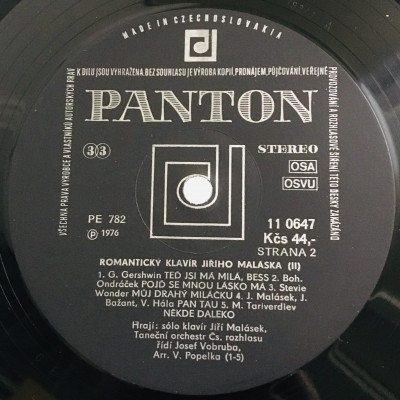 MADE IN CZECHOSLOVAKIA
K DÍLU JSOU VYHRAŽENA. BEZ SOUHLASU JE VÝROBA KOPIÍ, PRONÁJEM, PŮJČOVÁNÍ, VEŘEJNÉ
PROVOZOVÁNÍ A ROZHLASOVÉ ŠÍŘENÍ TÉTO DESKY ZAKÁZÁNO
VŠECHNA PRÁVA VÝROBCE A VLASTNÍKŮ AUTORSKÝCH PRÁV
PANTON
33 STEREO
OSA
OSVU
PE 782
℗ 1976
11 0647
Kčs 44,-
STRANA 2
ROMANTICKÝ KLAVÍR JIŘÍHO MALÁSKA (II)
1. G. Gershwin TEĎ JSI MÁ MILÁ, BESS 2. Boh.
Ondráček POJĎ SE MNOU LÁSKO MÁ 3. Stevie
Wonder MŮJ DRAHÝ MILÁČKU 4. J. Malásek, J.
Bažant, V. Hála PAN TAU 5. M. Tariverdiev
NĚKDE DALEKO
Hrají: sólo klavír Jiří Malásek,
Taneční orchestr Čs. rozhlasu
řídí Josef Vobruba,
Arr. V. Popelka (1-5)